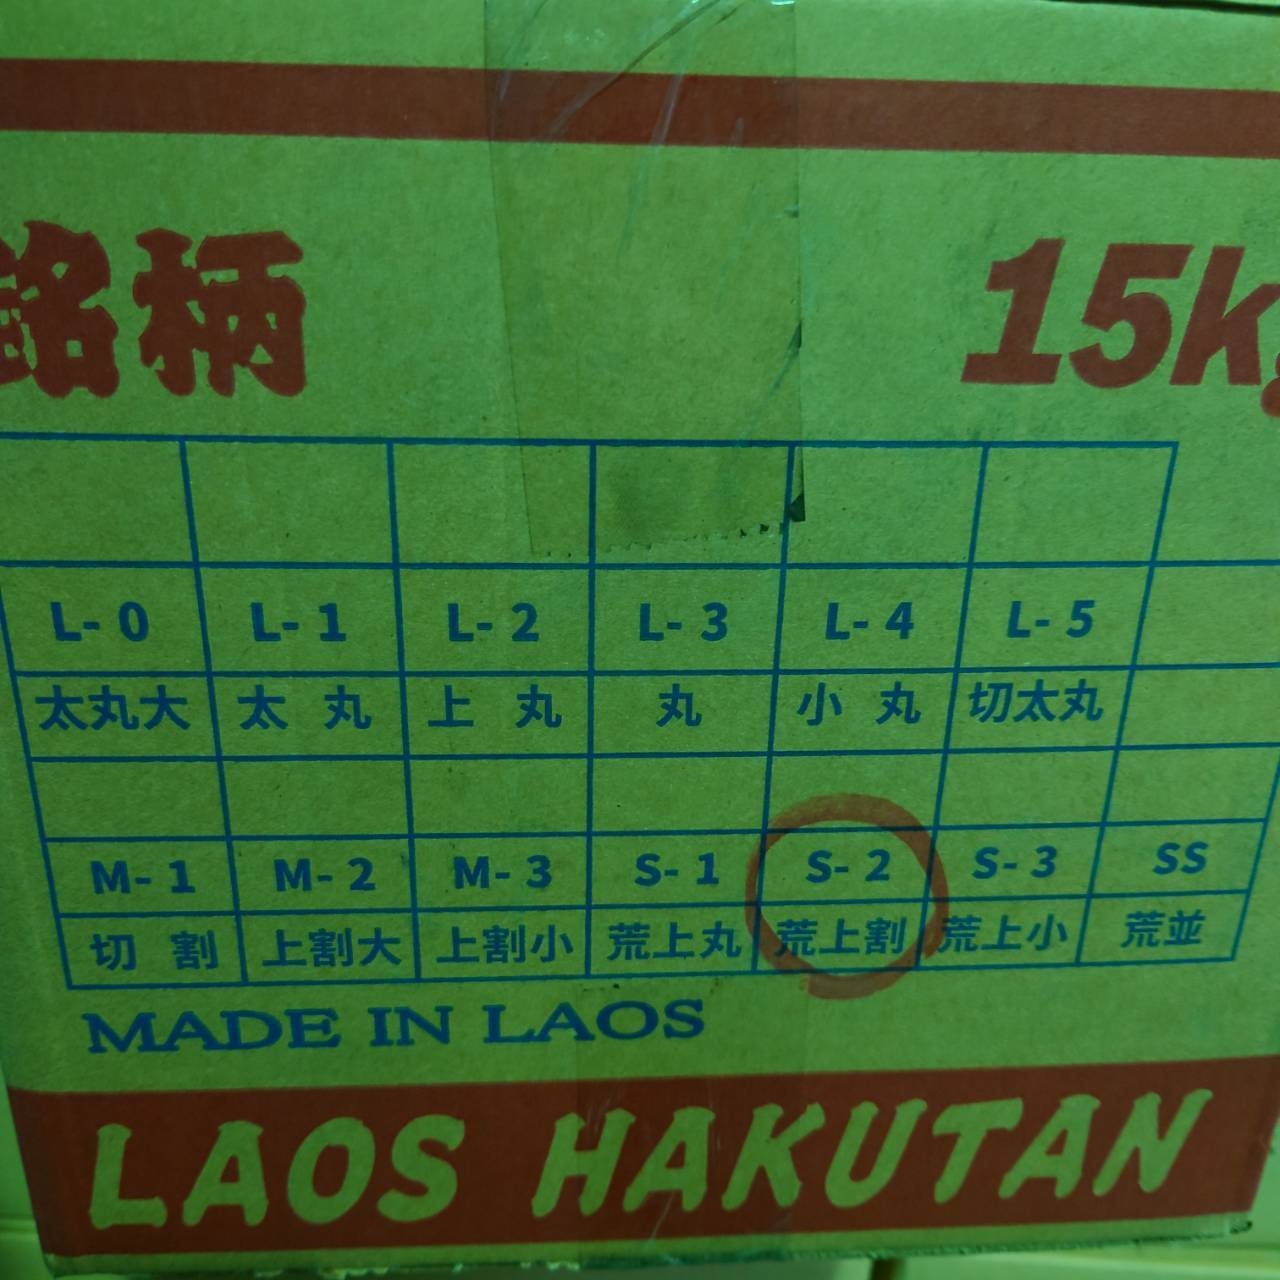 銘柄 15kg
L-0 L-1 L-2 L-3 L-4 L-5
太丸大 太 丸 上 丸 丸 小 丸 切太丸
M-1 M-2 M-3 S-1 S-2 S-3 SS
切 割 上割大 上割小 荒上丸 荒上割 荒上小 荒並
MADE IN LAOS
LAOS HAKUTAN